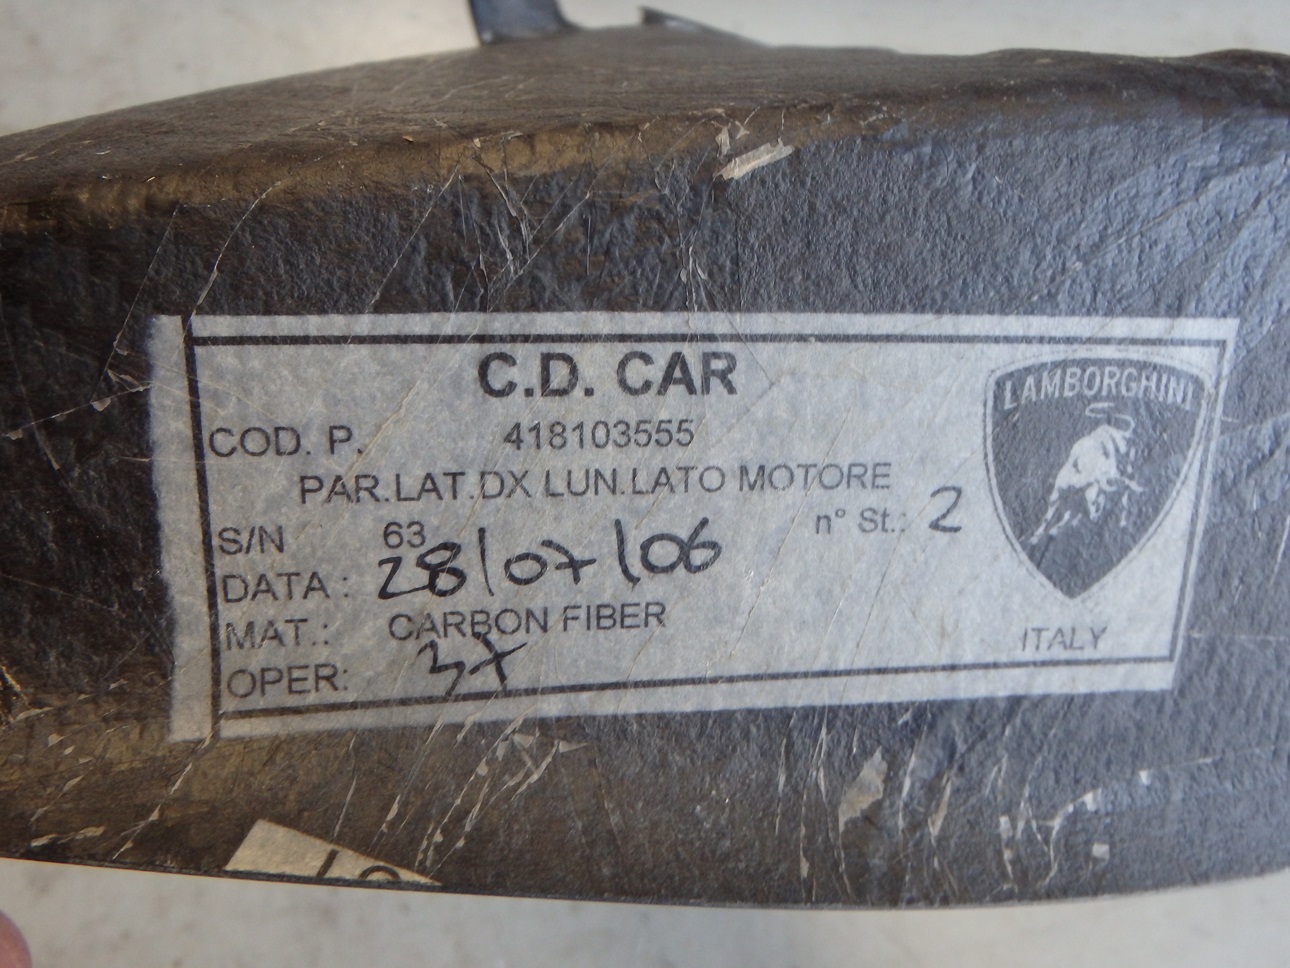 C.D. CAR
COD. P. 418103555
PAR.LAT.DX LUN.LATO MOTORE
S/N 63 n° St.: 2
DATA : 28/07/06
MAT.: CARBON FIBER
OPER:
LAMBORGHINI
ITALY